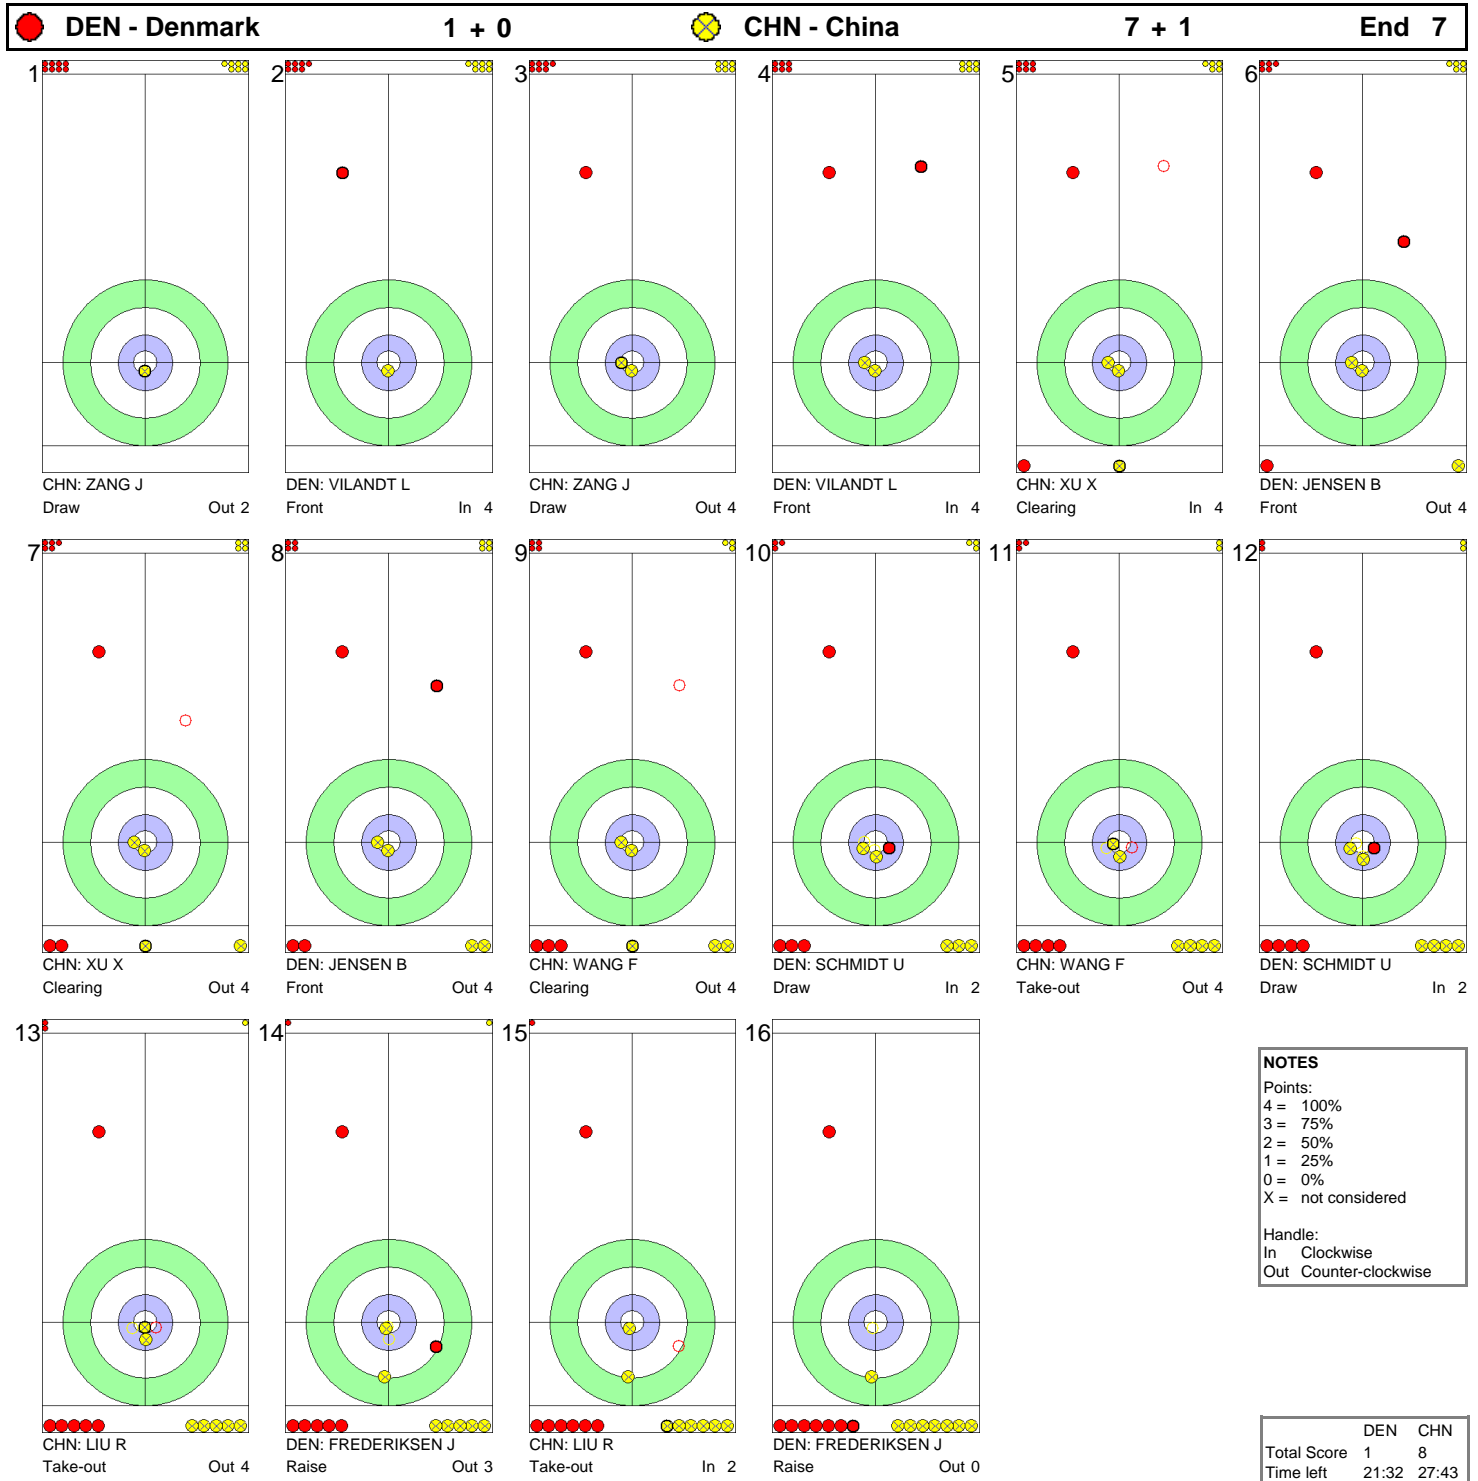 DEN - Denmark 1 + 0 CHN - China 7 + 1 End 7
1 2 3 4 5 6
CHN: ZANG J DEN: VILANDT L CHN: ZANG J DEN: VILANDT L CHN: XU X DEN: JENSEN B
Draw Out 2 Front In 4 Draw Out 4 Front In 4 Clearing In 4 Front Out 4
7 8 9 10 11 12
CHN: XU X DEN: JENSEN B CHN: WANG F DEN: SCHMIDT U CHN: WANG F DEN: SCHMIDT U
Clearing Out 4 Front Out 4 Clearing Out 4 Draw In 2 Take-out Out 4 Draw In 2
13 14 15 16
CHN: LIU R DEN: FREDERIKSEN J CHN: LIU R DEN: FREDERIKSEN J
Take-out Out 4 Raise Out 3 Take-out In 2 Raise Out 0
NOTES
Points:
4 = 100%
3 = 75%
2 = 50%
1 = 25%
0 = 0%
X = not considered
Handle:
In Clockwise
Out Counter-clockwise
DEN CHN
Total Score 1 8
Time left 21:32 27:43